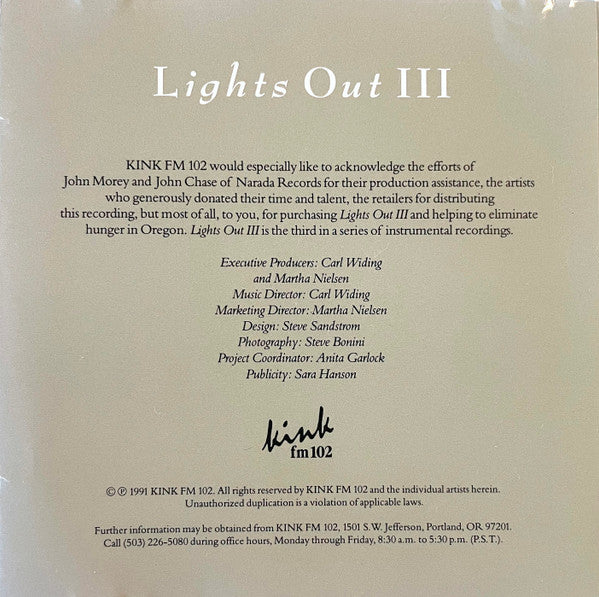 Lights Out III
KINK FM 102 would especially like to acknowledge the efforts of
John Morey and John Chase of Narada Records for their production assistance, the artists
who generously donated their time and talent, the retailers for distributing
this recording, but most of all, to you, for purchasing Lights Out III and helping to eliminate
hunger in Oregon. Lights Out III is the third in a series of instrumental recordings.
Executive Producers: Carl Widing
and Martha Nielsen
Music Director: Carl Widing
Marketing Director: Martha Nielsen
Design: Steve Sandstrom
Photography: Steve Bonini
Project Coordinator: Anita Garlock
Publicity: Sara Hanson
kink
fm 102
© ℗ 1991 KINK FM 102. All rights reserved by KINK FM 102 and the individual artists herein.
Unauthorized duplication is a violation of applicable laws.
Further information may be obtained from KINK FM 102, 1501 S.W. Jefferson, Portland, OR 97201.
Call (503) 226-5080 during office hours, Monday through Friday, 8:30 a.m. to 5:30 p.m. (P.S.T.).